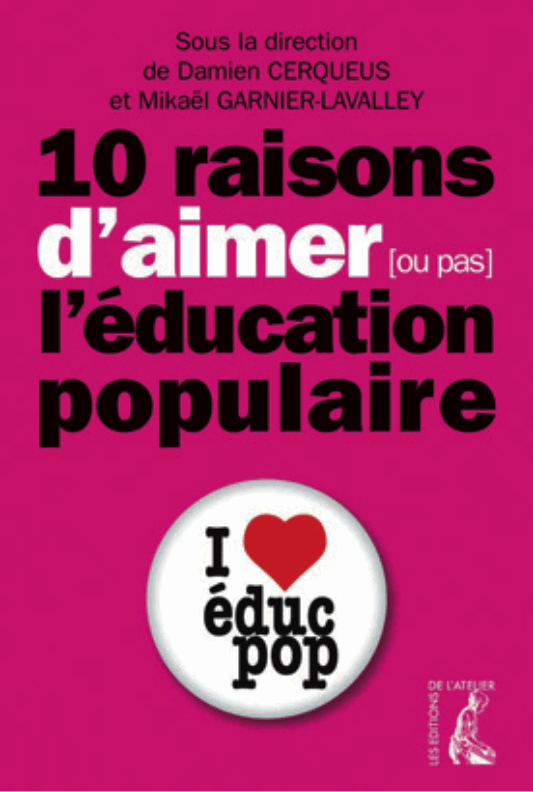 Sous la direction
de Damien CERQUEUS
et Mikaël GARNIER-LAVALLEY
10 raisons
d'aimer [ou pas]
l'éducation
populaire
I ❤
éduc
pop
LES EDITIONS DE L'ATELIER